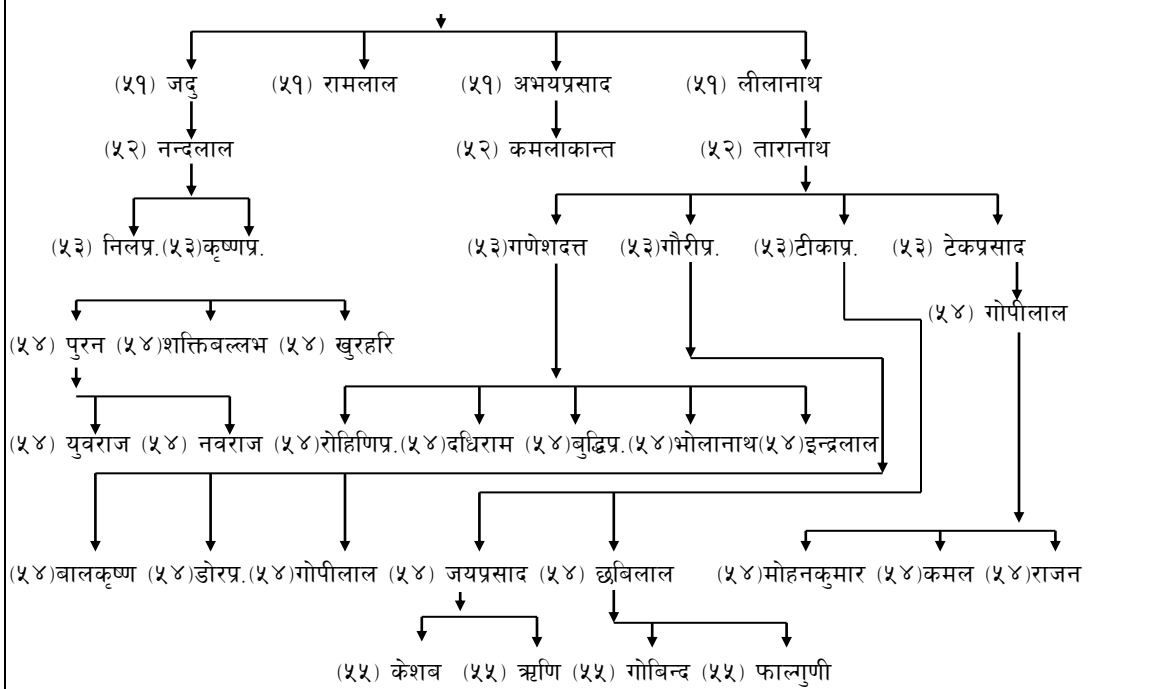 (५१) जदु (५१) रामलाल (५१) अभयप्रसाद (५१) लीलानाथ
(५२) नन्दलाल (५२) कमलाकान्त (५२) तारानाथ
(५३) निलप्र.(५३)कृष्णप्र. (५३)गणेशदत्त (५३)गौरीप्र. (५३)टीकाप्र. (५३) टेकप्रसाद
(५४) गोपीलाल
(५४) पुरन (५४)शक्तिबल्लभ (५४) खुरहरि
(५४) युवराज (५४) नवराज (५४)रोहिणिप्र.(५४)दधिराम (५४)बुद्धिप्र.(५४)भोलानाथ(५४)इन्द्रलाल
(५४)बालकृष्ण (५४)डोरप्र.(५४)गोपीलाल (५४) जयप्रसाद (५४) छबिलाल (५४)मोहनकुमार (५४)कमल (५४)राजन
(५५) केशब (५५) ऋणि (५५) गोबिन्द (५५) फाल्गुणी